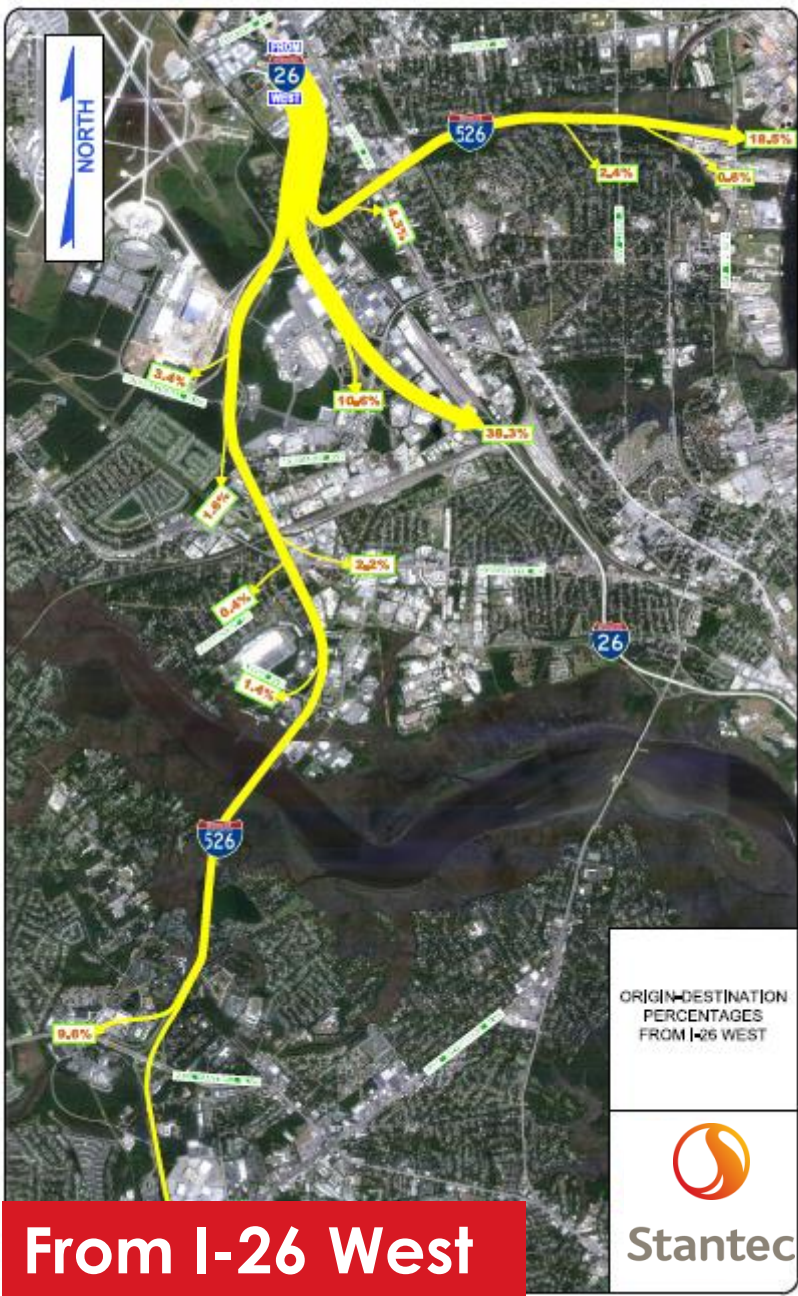 FROM
26
WEST
NORTH
526
18.5%
2.4%
0.6%
4.3%
3.4%
10.6%
38.3%
1.8%
2.2%
0.4%
26
1.4%
526
9.6%
ORIGIN-DESTINATION
PERCENTAGES
FROM I-26 WEST
Stantec
From I-26 West